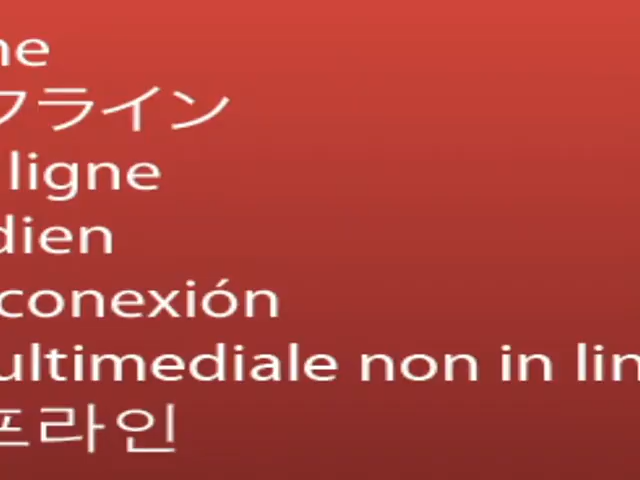 ne
フライン
ligne
dien
conexión
ultimediale non in lin
프라인